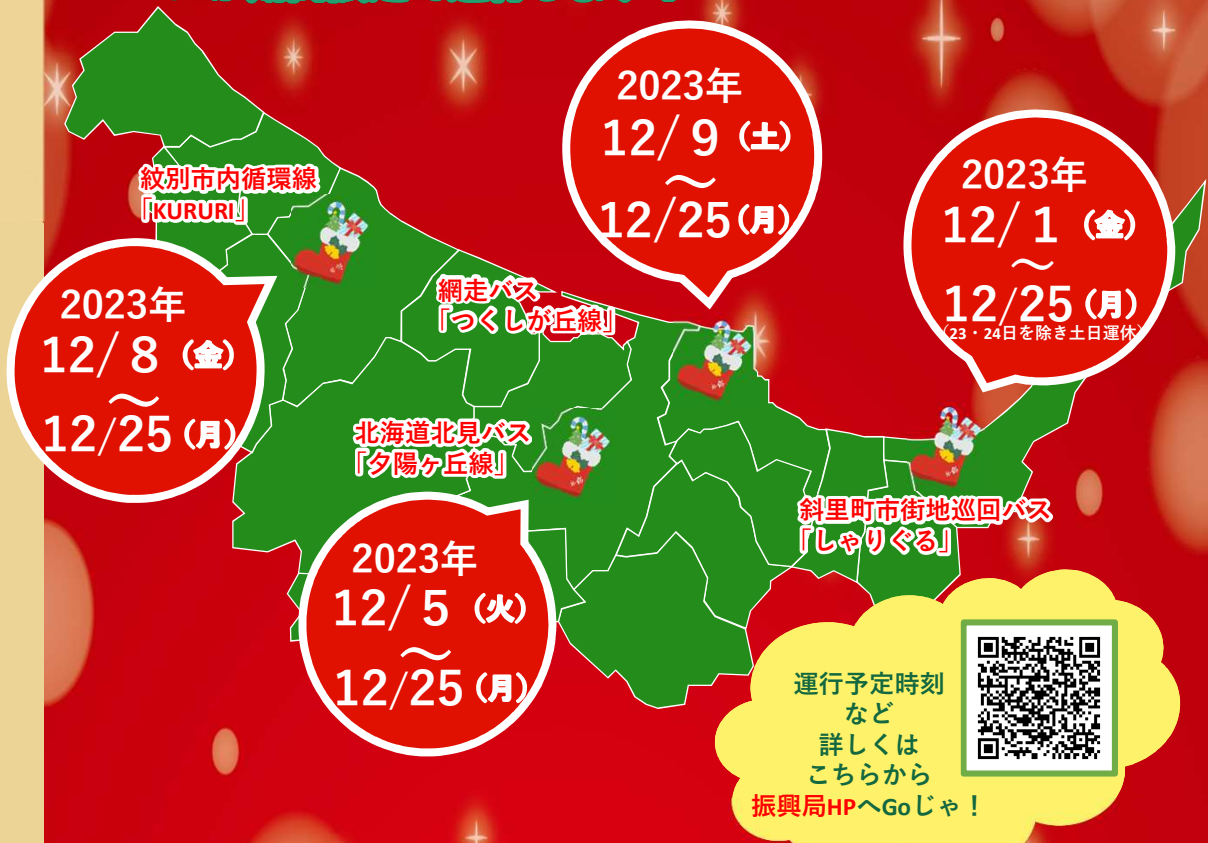 2023年
12/ 9 （土）
～
12/25（月）
2023年
12/ 1 （金）
～
12/25（月）
（23・24日を除き土日運休）
紋別市内循環線
「KURURI」
2023年
12/ 8 （金）
～
12/25（月）
網走バス
「つくしが丘線」
北海道北見バス
「夕陽ヶ丘線」
斜里町市街地巡回バス
「しゃりぐる」
2023年
12/ 5 （火）
～
12/25（月）
運行予定時刻
など
詳しくは
こちらから
振興局HPへGoじゃ！